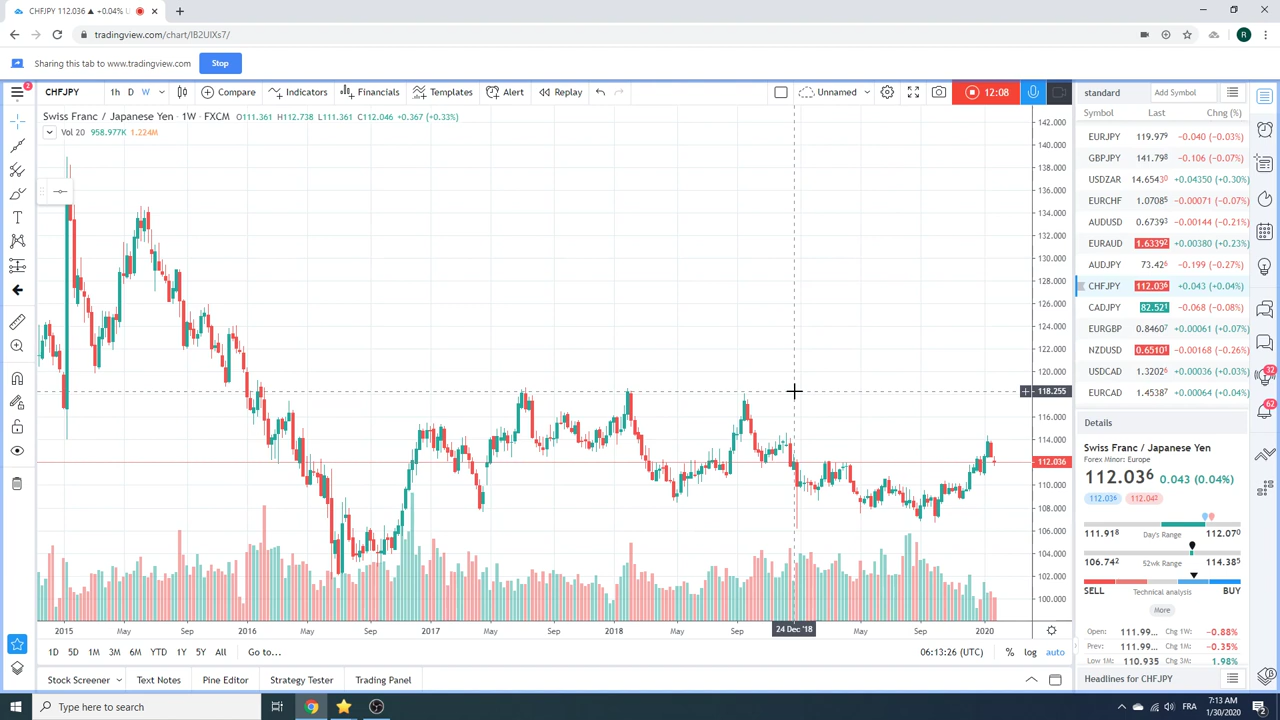 CHFJPY 112.036 ▲ +0.04% U
tradingview.com/chart/IB2UIXs7/
R
Sharing this tab to www.tradingview.com
Stop
2
CHFJPY 1h D W Compare Indicators Financials Templates Alert Replay Unnamed 12:08
standard Add Symbol
Symbol Last Chg (%)
Swiss Franc / Japanese Yen · 1W · FXCM O111.361 H112.738 L111.361 C112.046 +0.367 (+0.33%)
Vol 20 958.977K 1.224M
142.000
140.000
138.000
136.000
134.000
132.000
130.000
128.000
126.000
124.000
122.000
120.000
118.255
116.000
114.000
112.036
110.000
108.000
106.000
104.000
102.000
100.000
2015 May Sep 2016 May Sep 2017 May Sep 2018 May Sep 24 Dec '18 May Sep 2020
EURJPY 119.979 −0.040 (−0.03%)
GBPJPY 141.798 −0.106 (−0.07%)
USDZAR 14.65430 +0.04350 (+0.30%)
EURCHF 1.07085 −0.00071 (−0.07%)
AUDUSD 0.67393 −0.00144 (−0.21%)
EURAUD 1.63392 +0.00380 (+0.23%)
AUDJPY 73.426 −0.199 (−0.27%)
CHFJPY 112.036 +0.043 (+0.04%)
CADJPY 82.521 −0.068 (−0.08%)
EURGBP 0.84607 +0.00061 (+0.07%)
NZDUSD 0.65101 −0.00168 (−0.26%)
USDCAD 1.32026 +0.00036 (+0.03%)
EURCAD 1.45387 +0.00064 (+0.04%)
32
62
Details
Swiss Franc / Japanese Yen
Forex Minor: Europe
112.036 0.043 (0.04%)
112.036 112.042
111.918 Day's Range 112.070
106.742 52wk Range 114.385
SELL Technical analysis BUY
More
Open: 111.99... Chg 1W: −0.88%
Prev: 111.99... Chg 1M: −0.35%
Low 1M: 110.935 Chg 3M: 1.98%
Headlines for CHFJPY
1D 5D 1M 3M 6M YTD 1Y 5Y All Go to... 06:13:26 (UTC) % log auto
Stock Screener Text Notes Pine Editor Strategy Tester Trading Panel
Type here to search
FRA
7:13 AM
1/30/2020
2